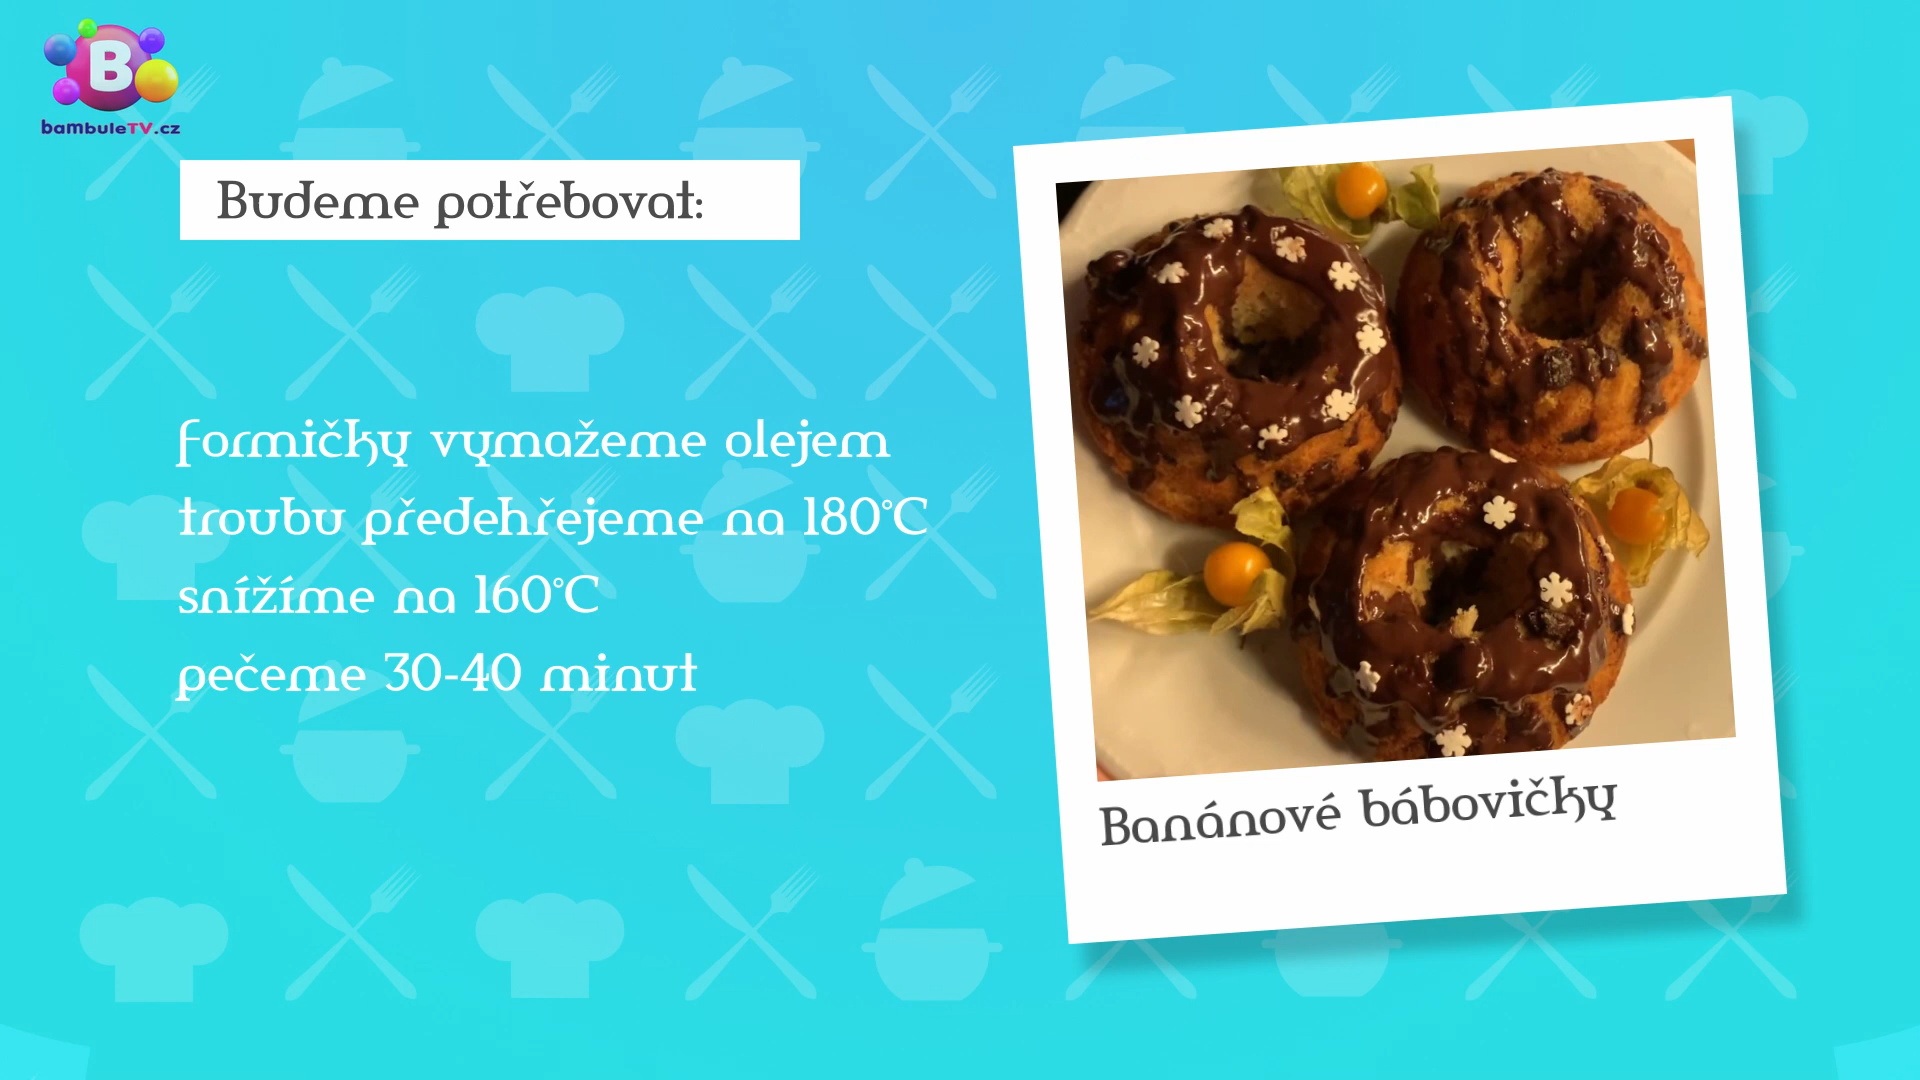 B
bambuleTV.cz
Budeme potřebovat:
formičky vymažeme olejem
troubu předehřejeme na 180°C
snížíme na 160°C
pečeme 30-40 minut
Banánové bábovičky